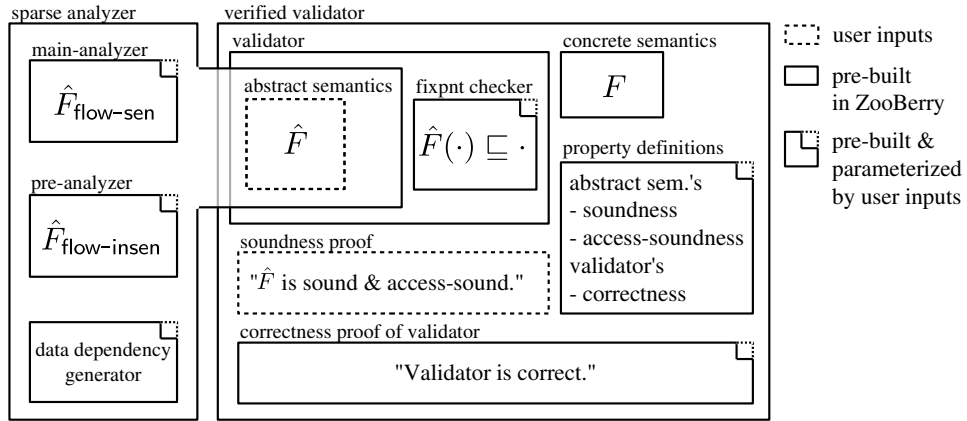 sparse analyzer
main-analyzer
F̂flow-sen
pre-analyzer
F̂flow-insen
data dependency
generator
verified validator
validator
abstract semantics
F̂
fixpnt checker
F̂(·) ⊑ ·
concrete semantics
F
property definitions
abstract sem.'s
- soundness
- access-soundness
validator's
- correctness
soundness proof
"F̂ is sound & access-sound."
correctness proof of validator
"Validator is correct."
user inputs
pre-built
in ZooBerry
pre-built &
parameterized
by user inputs